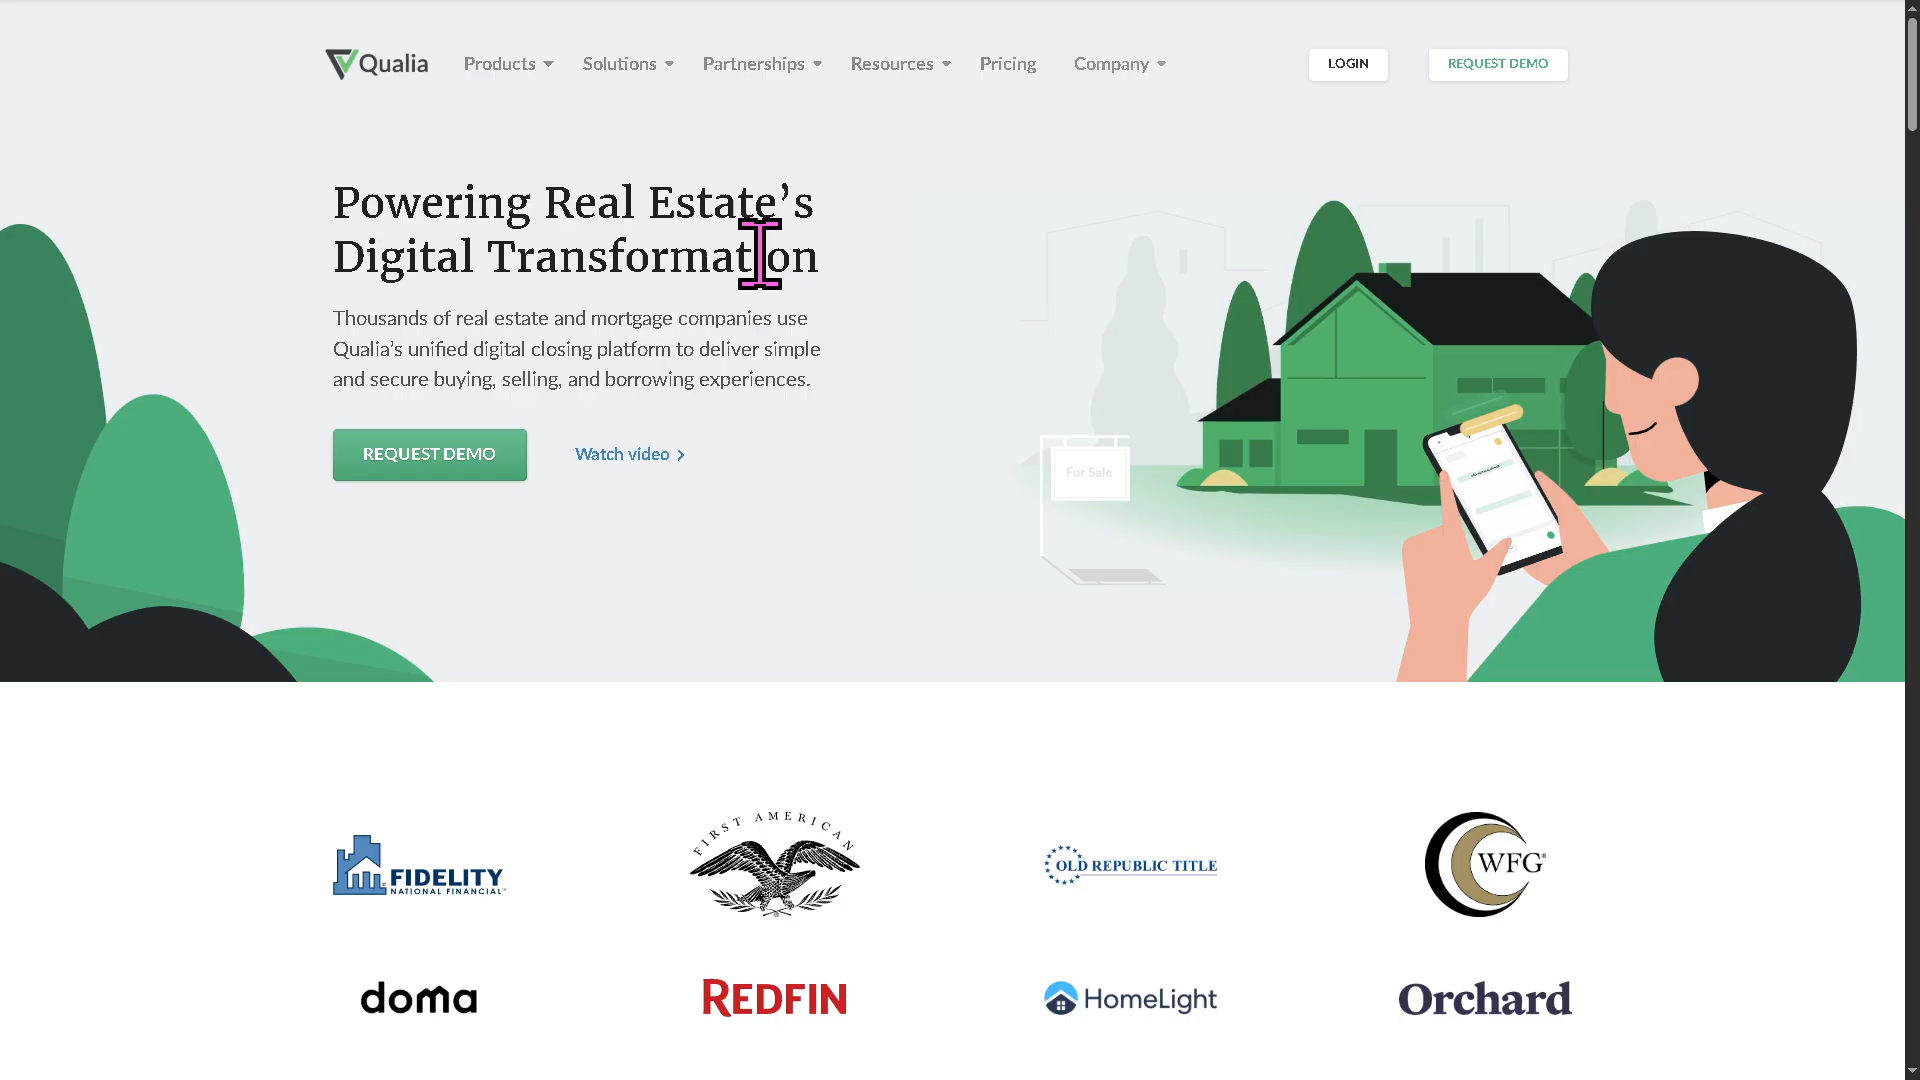 Qualia Products Solutions Partnerships Resources Pricing Company LOGIN REQUEST DEMO
Powering Real Estate’s
Digital Transformation
Thousands of real estate and mortgage companies use
Qualia’s unified digital closing platform to deliver simple
and secure buying, selling, and borrowing experiences.
REQUEST DEMO Watch video
For Sale
FIDELITY
NATIONAL FINANCIAL™
FIRST AMERICAN
OLD REPUBLIC TITLE
WFG®
doma
REDFIN
HomeLight
Orchard